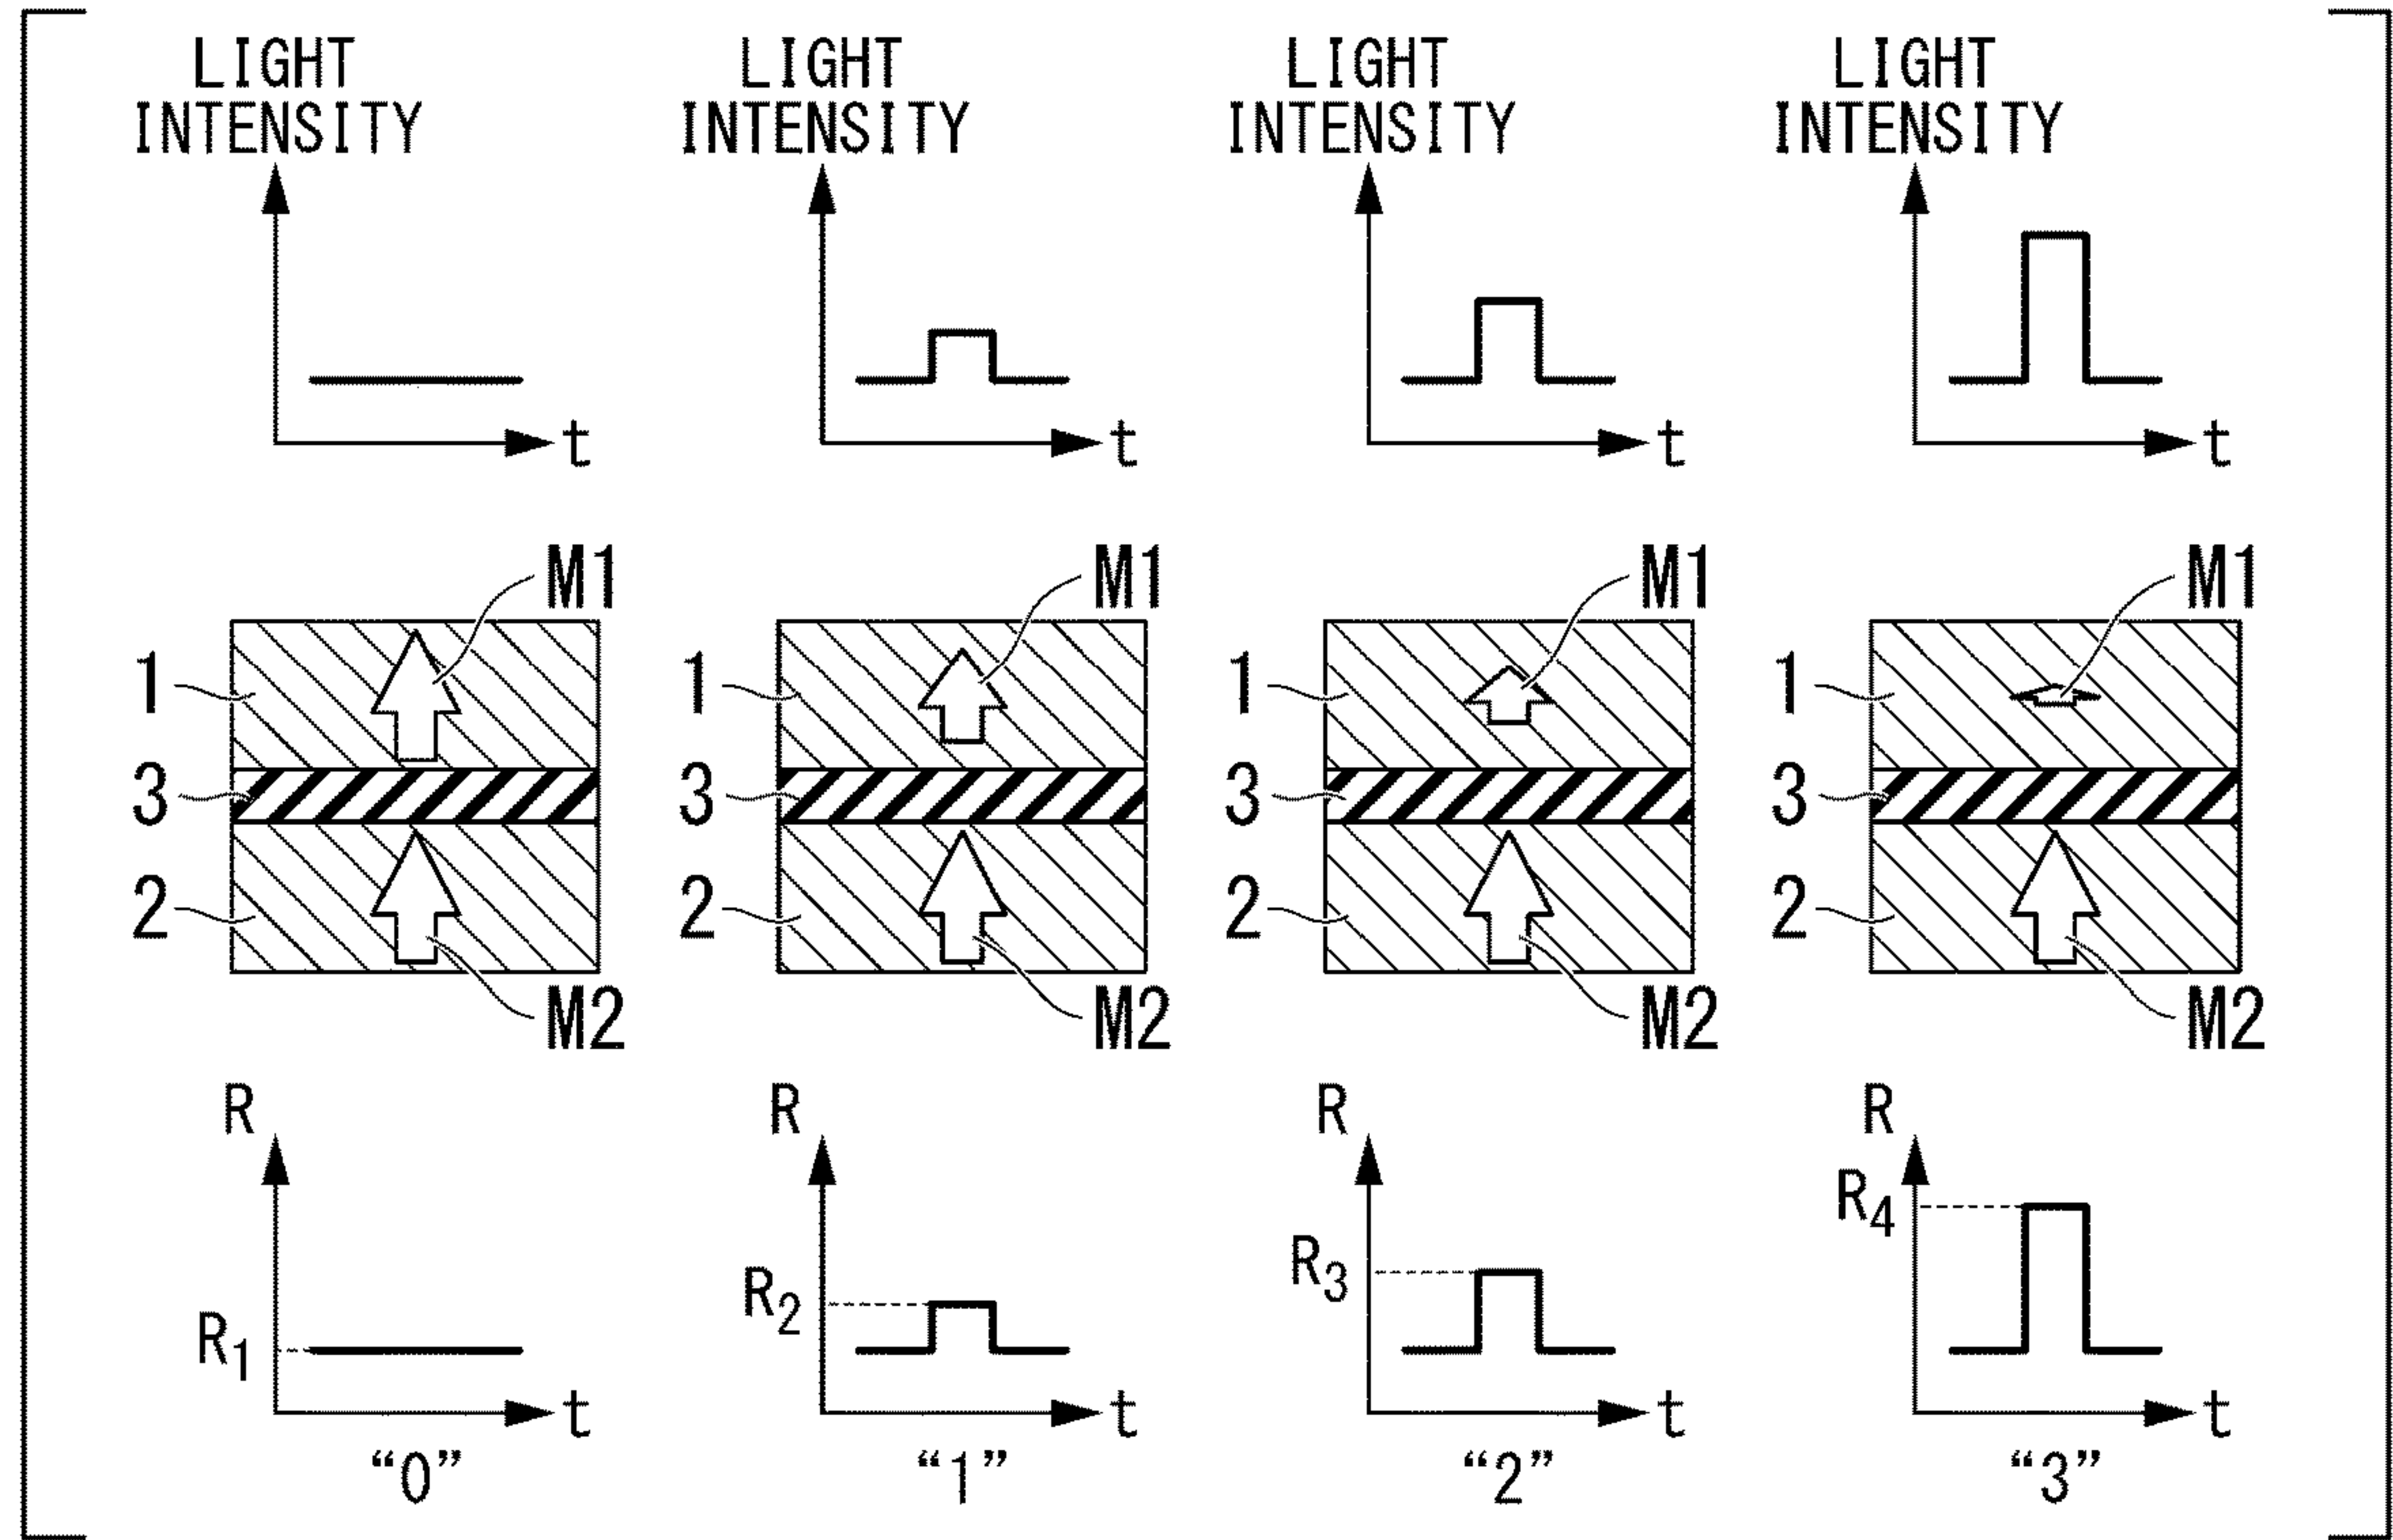 LIGHT
INTENSITY
t
LIGHT
INTENSITY
t
LIGHT
INTENSITY
t
LIGHT
INTENSITY
t
M1
1
3
2
M2
M1
1
3
2
M2
M1
1
3
2
M2
M1
1
3
2
M2
R
R1
t
“0”
R
R2
t
“1”
R
R3
t
“2”
R
R4
t
“3”